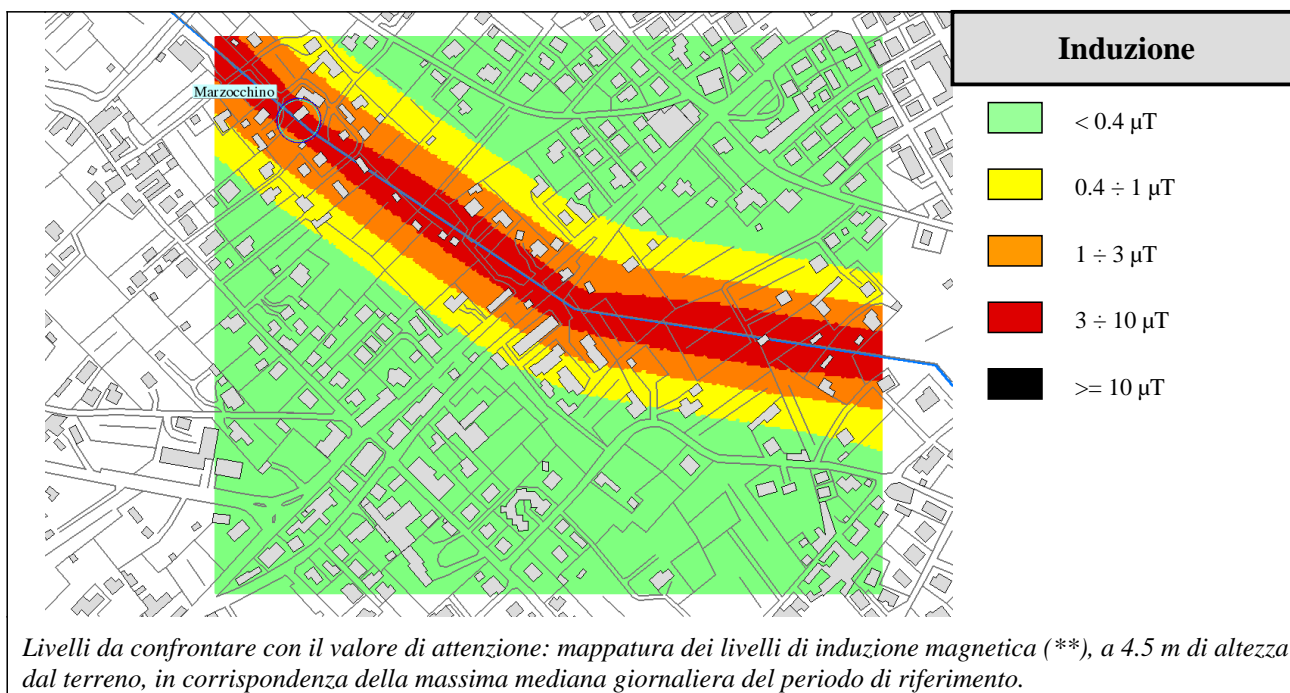 Marzocchino
Induzione
< 0.4 µT
0.4 ÷ 1 µT
1 ÷ 3 µT
3 ÷ 10 µT
>= 10 µT
Livelli da confrontare con il valore di attenzione: mappatura dei livelli di induzione magnetica (**), a 4.5 m di altezza
dal terreno, in corrispondenza della massima mediana giornaliera del periodo di riferimento.